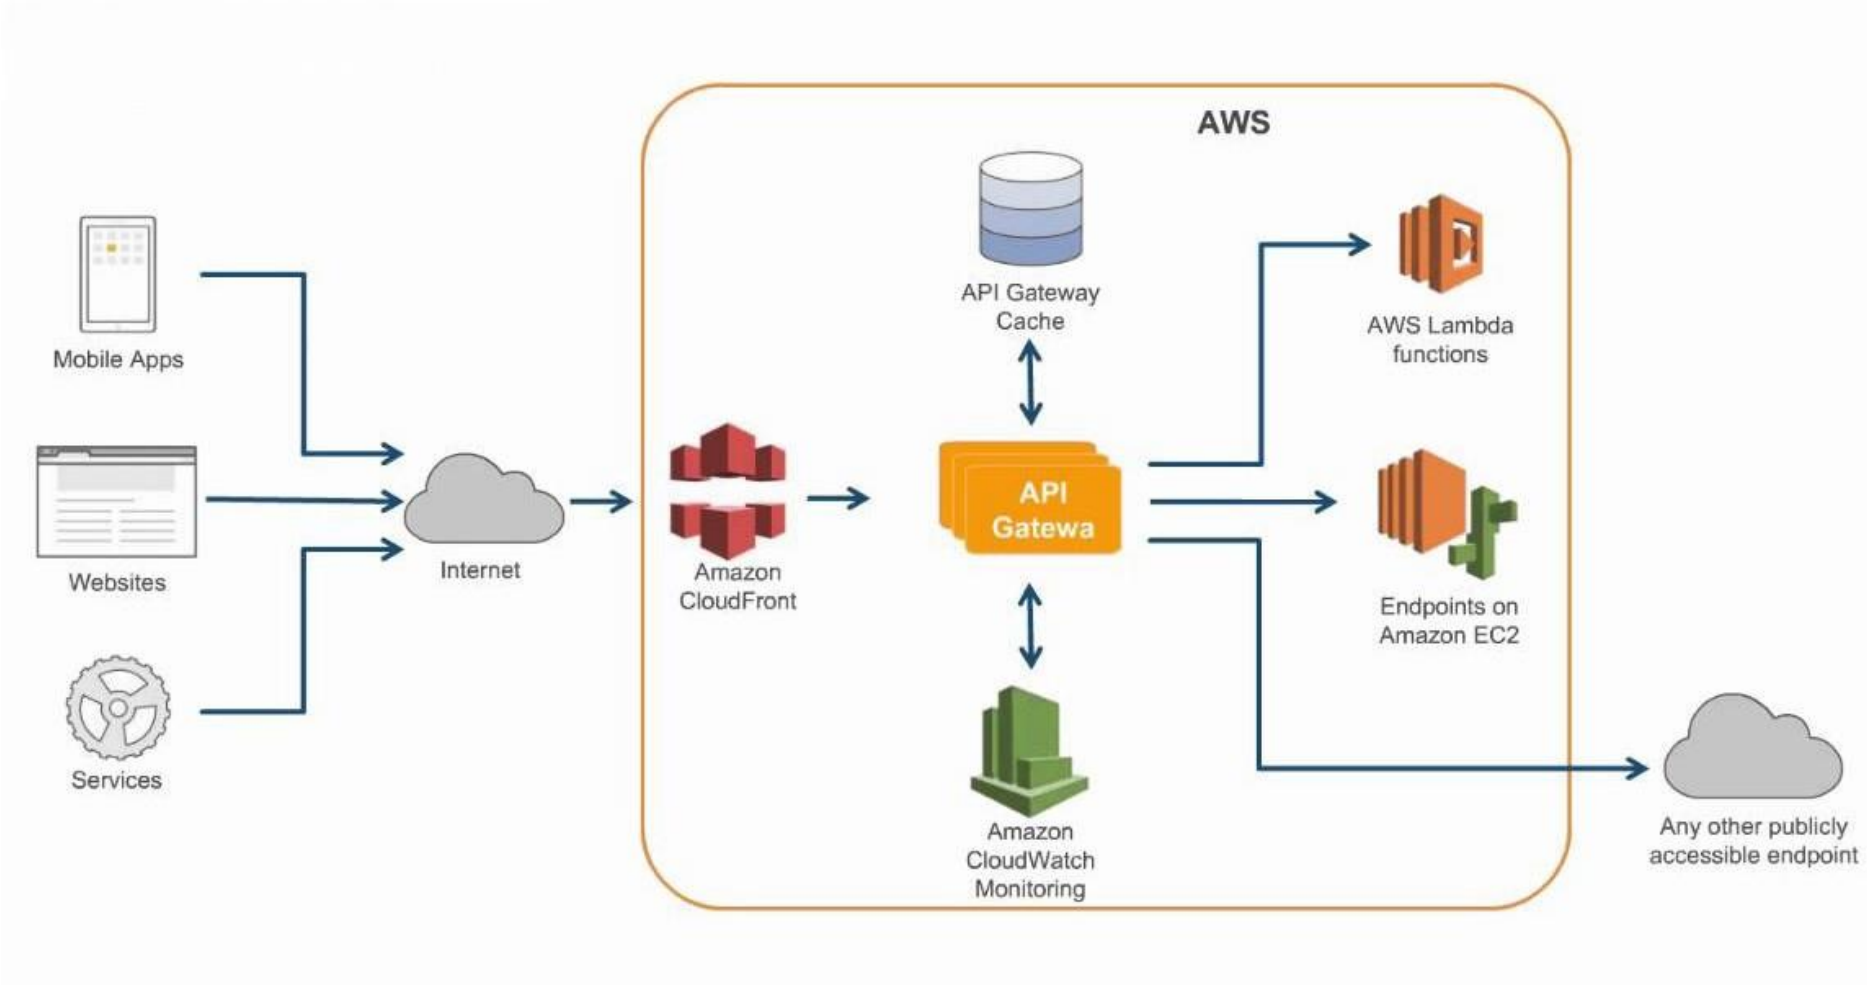 AWS
Mobile Apps
Websites
Services
Internet
Amazon
CloudFront
API Gateway
Cache
API
Gatewa
Amazon
CloudWatch
Monitoring
AWS Lambda
functions
Endpoints on
Amazon EC2
Any other publicly
accessible endpoint